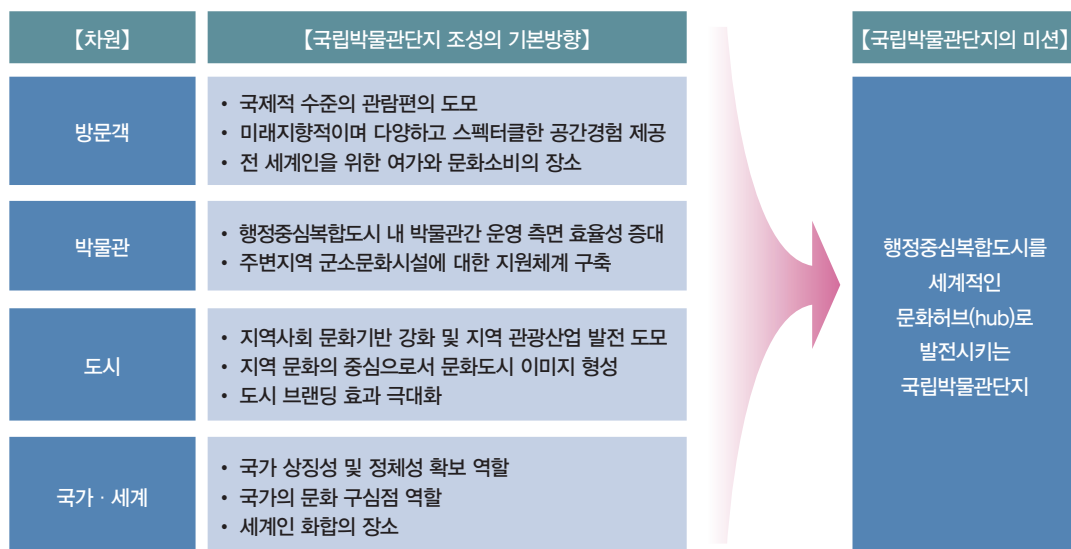 【차원】
【국립박물관단지 조성의 기본방향】
【국립박물관단지의 미션】
방문객
• 국제적 수준의 관람편의 도모
• 미래지향적이며 다양하고 스펙터클한 공간경험 제공
• 전 세계인을 위한 여가와 문화소비의 장소
박물관
• 행정중심복합도시 내 박물관간 운영 측면 효율성 증대
• 주변지역 군소문화시설에 대한 지원체계 구축
도시
• 지역사회 문화기반 강화 및 지역 관광산업 발전 도모
• 지역 문화의 중심으로서 문화도시 이미지 형성
• 도시 브랜딩 효과 극대화
국가 · 세계
• 국가 상징성 및 정체성 확보 역할
• 국가의 문화 구심점 역할
• 세계인 화합의 장소
행정중심복합도시를
세계적인
문화허브(hub)로
발전시키는
국립박물관단지